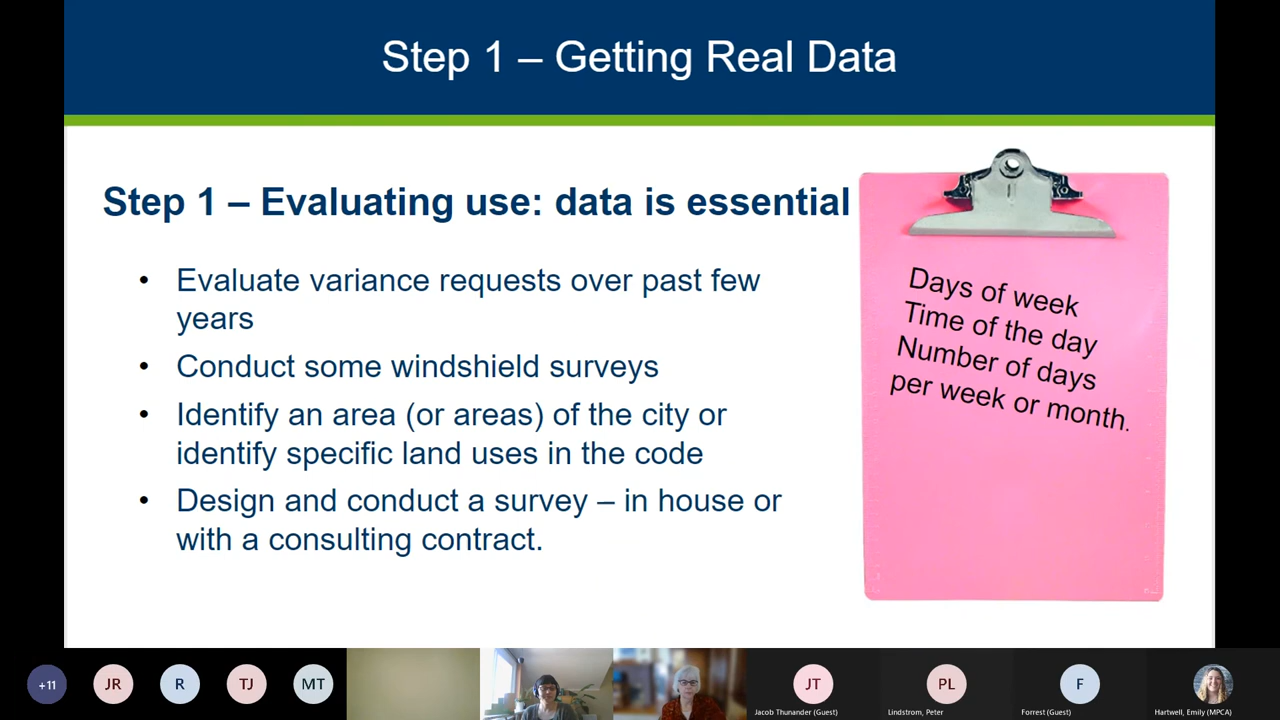 Step 1 – Getting Real Data
Step 1 – Evaluating use: data is essential
• Evaluate variance requests over past few
years
• Conduct some windshield surveys
• Identify an area (or areas) of the city or
identify specific land uses in the code
• Design and conduct a survey – in house or
with a consulting contract.
Days of week
Time of the day
Number of days
per week or month.
+11
JR
R
TJ
MT
JT
PL
F
Jacob Thunander (Guest)
Lindstrom, Peter
Forrest (Guest)
Hartwell, Emily (MPCA)